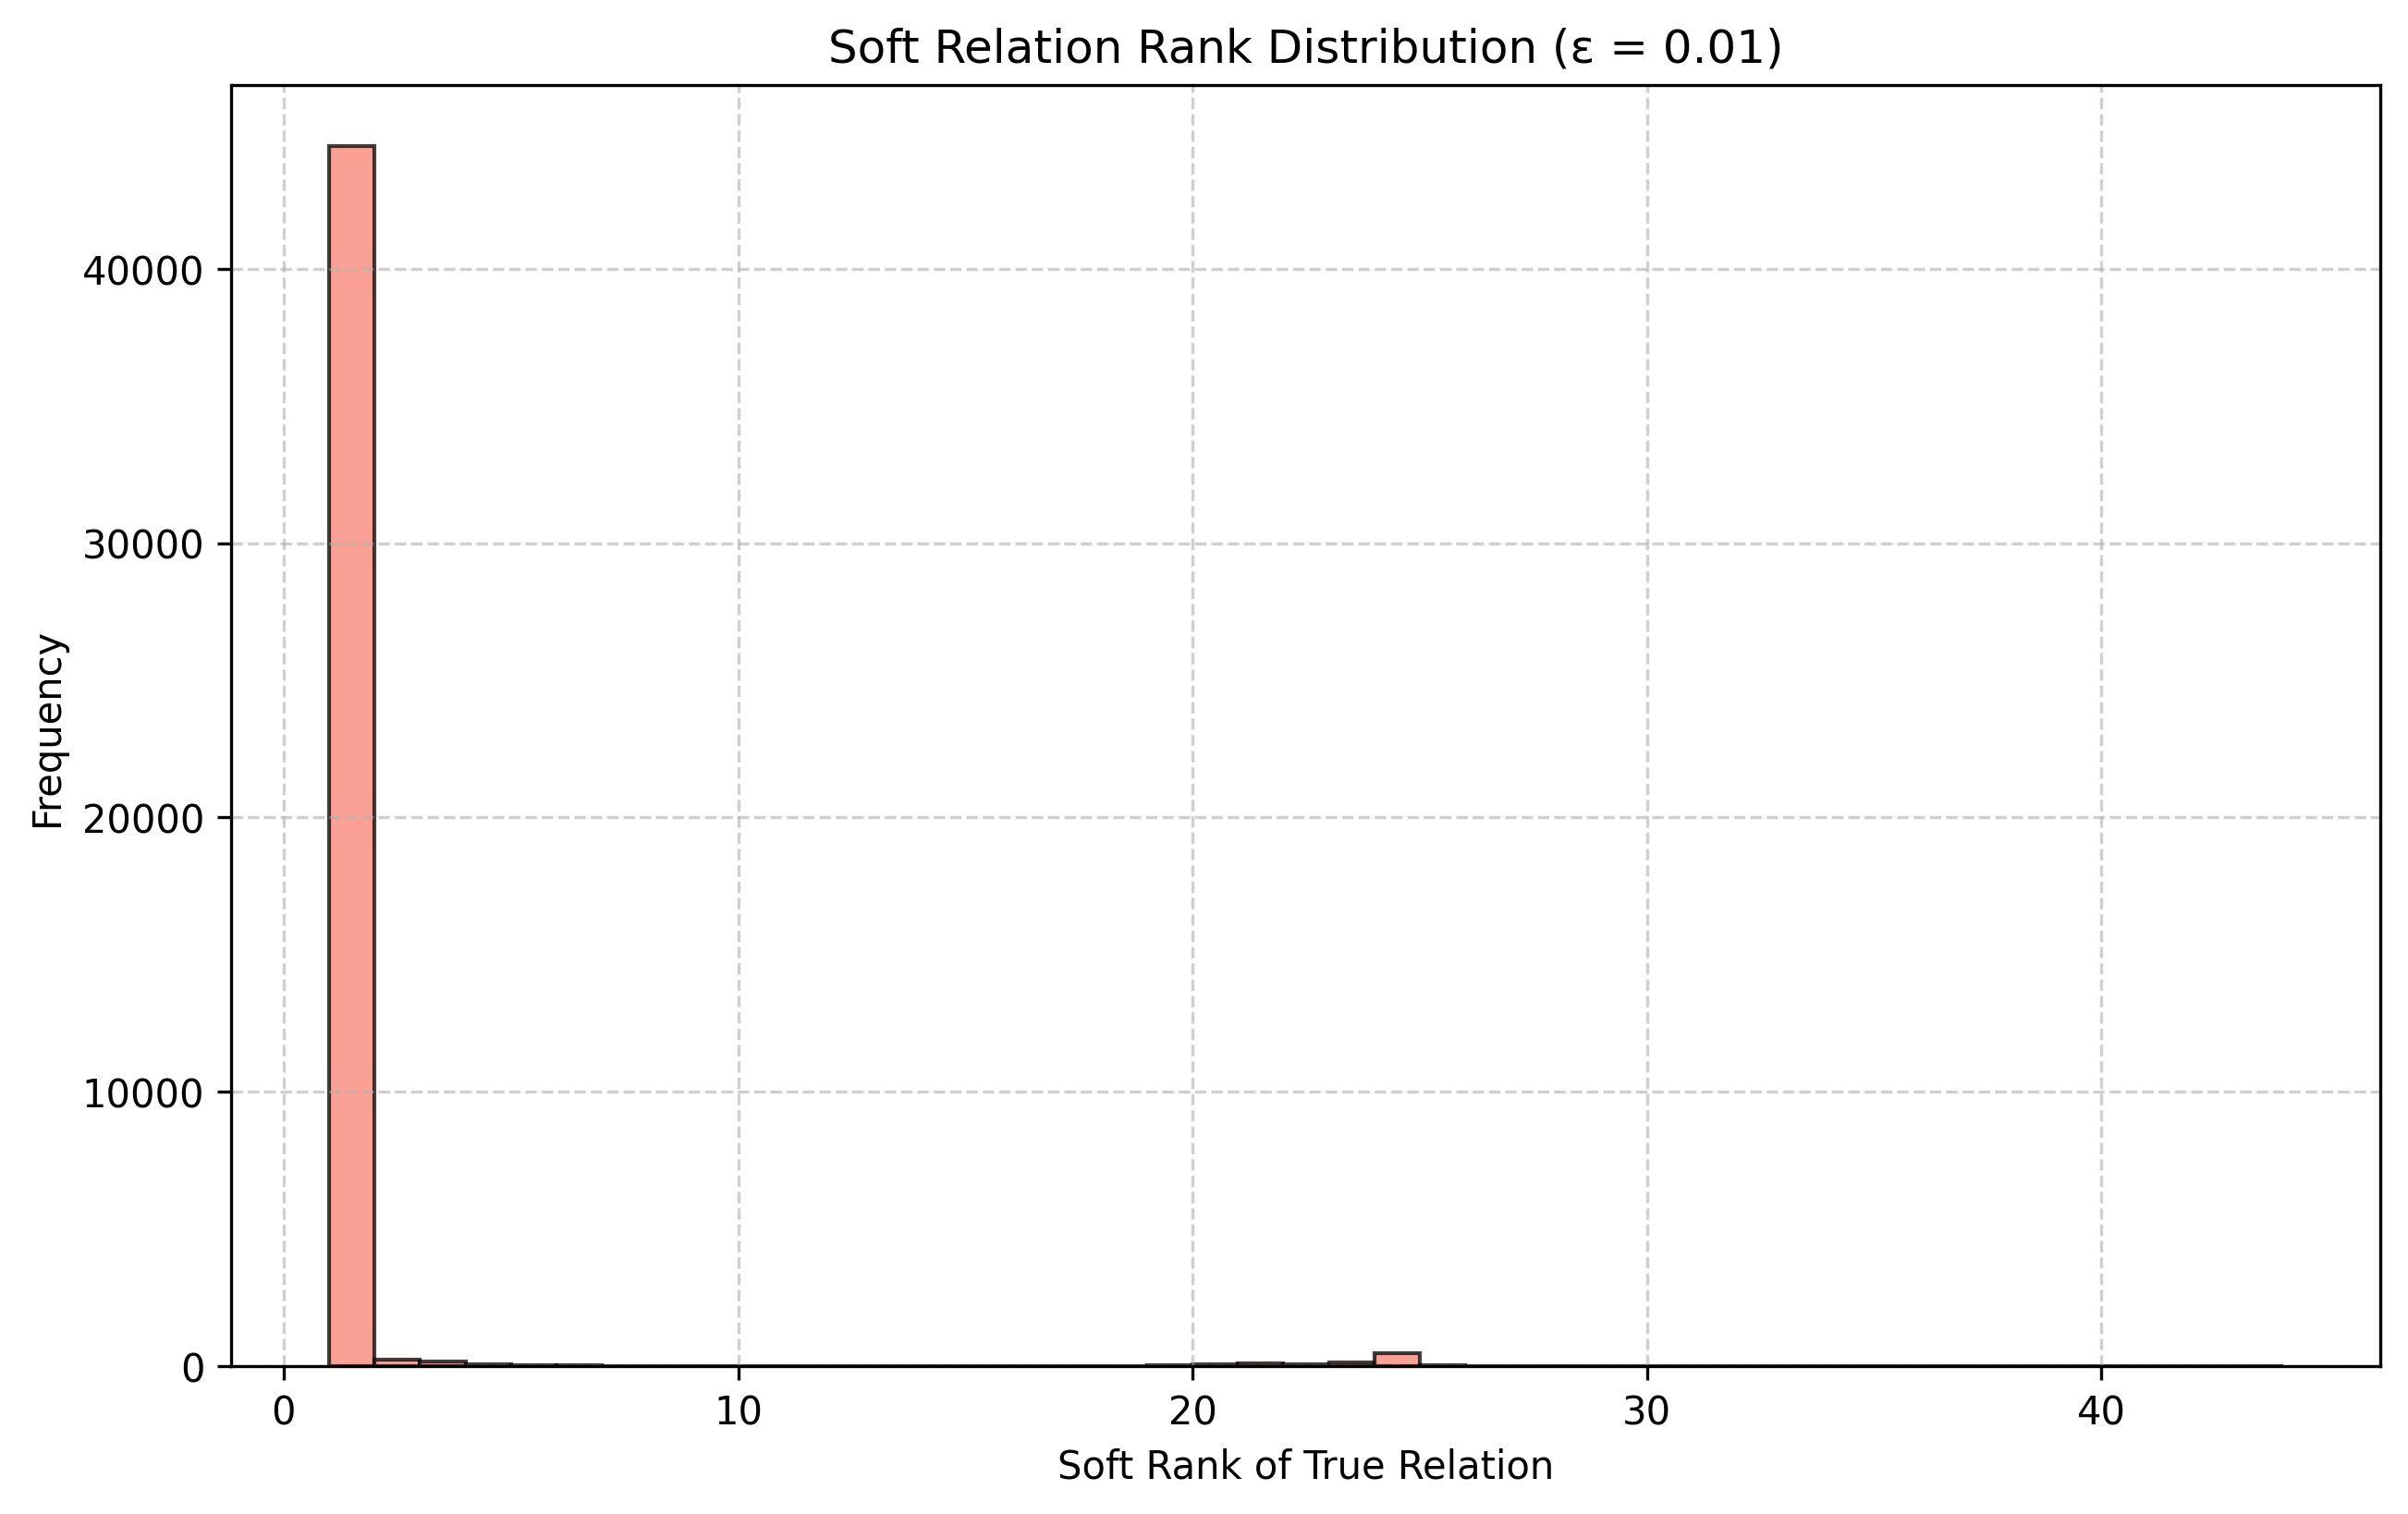 Soft Relation Rank Distribution (ε = 0.01)
Frequency
40000
30000
20000
10000
0
0 10 20 30 40
Soft Rank of True Relation